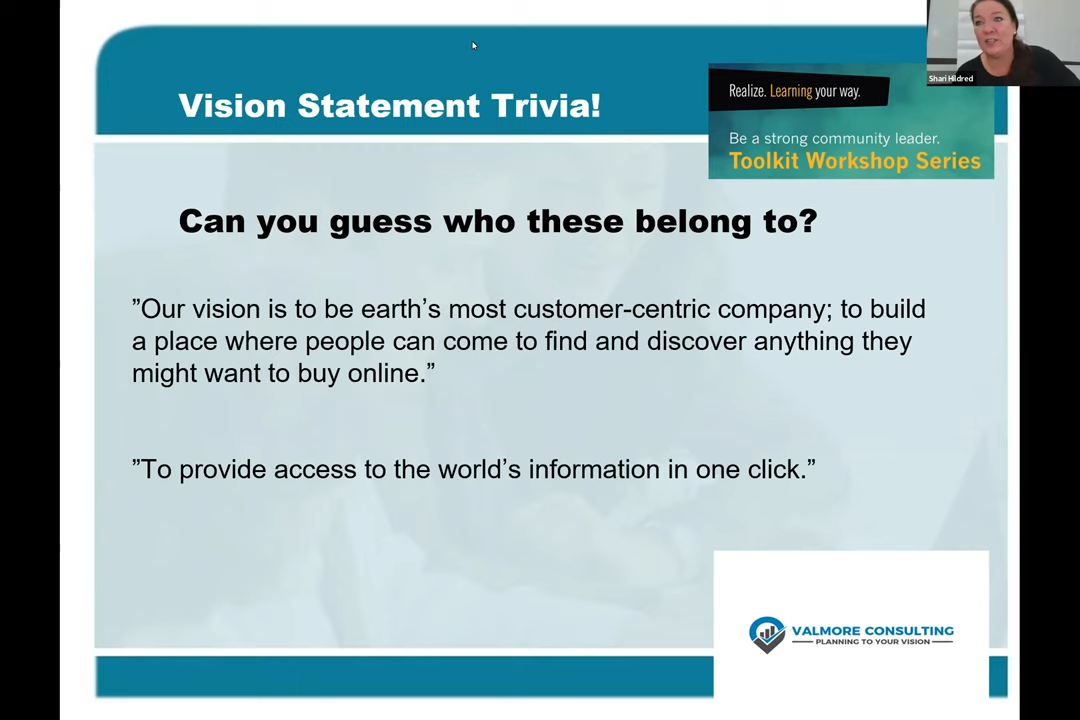 Shari Hildred
Vision Statement Trivia!
Realize. Learning your way.
Be a strong community leader.
Toolkit Workshop Series
Can you guess who these belong to?
”Our vision is to be earth’s most customer-centric company; to build
a place where people can come to find and discover anything they
might want to buy online.”
”To provide access to the world’s information in one click.”
VALMORE CONSULTING
PLANNING TO YOUR VISION